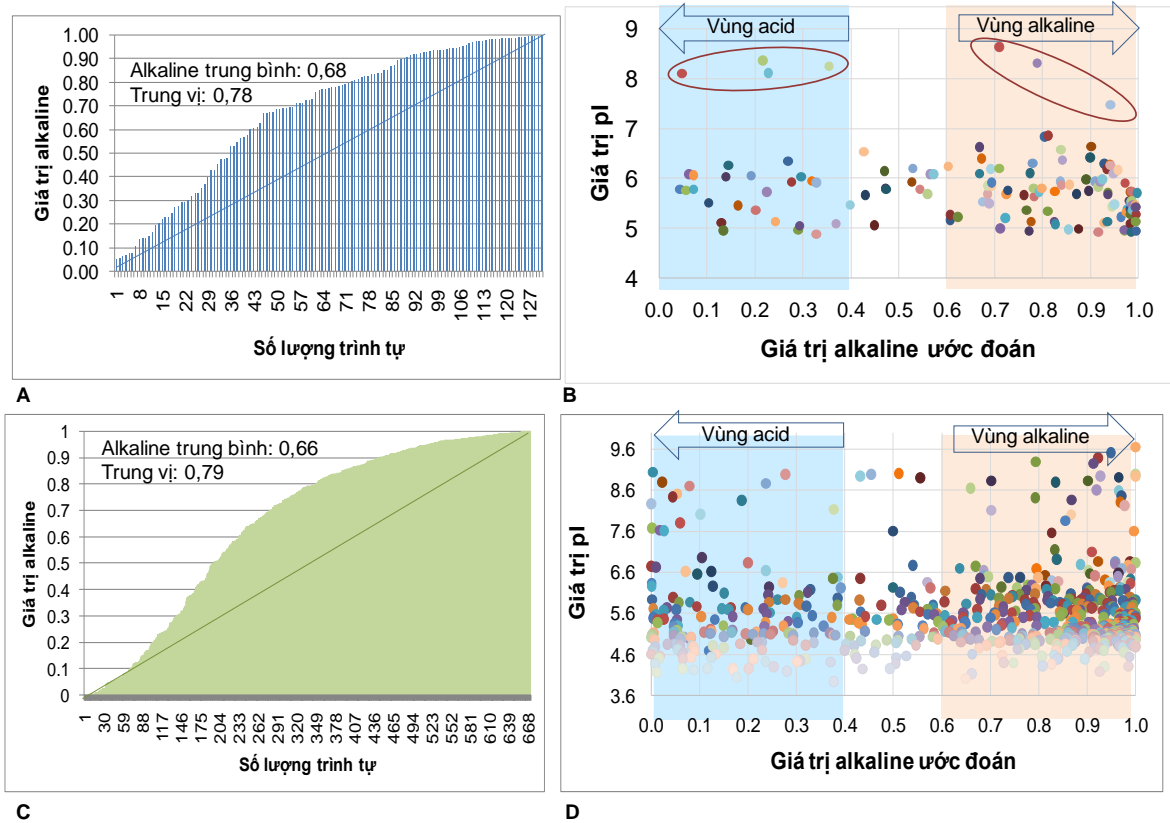 Giá trị alkaline
1.00
0.90
0.80
0.70
0.60
0.50
0.40
0.30
0.20
0.10
0.00
Alkaline trung bình: 0,68
Trung vị: 0,78
1 8 15 22 29 36 43 50 57 64 71 78 85 92 99 106 113 120 127
Số lượng trình tự
A
Giá trị pI
9
8
7
6
5
4
Vùng acid
Vùng alkaline
0.0 0.1 0.2 0.3 0.4 0.5 0.6 0.7 0.8 0.9 1.0
Giá trị alkaline ước đoán
B
Giá trị alkaline
1
0.9
0.8
0.7
0.6
0.5
0.4
0.3
0.2
0.1
0
Alkaline trung bình: 0,66
Trung vị: 0,79
1 30 59 88 117 146 175 204 233 262 291 320 349 378 407 436 465 494 523 552 581 610 639 668
Số lượng trình tự
C
Giá trị pI
9.6
8.6
7.6
6.6
5.6
4.6
3.6
Vùng acid
Vùng alkaline
0.0 0.1 0.2 0.3 0.4 0.5 0.6 0.7 0.8 0.9 1.0
Giá trị alkaline ước đoán
D